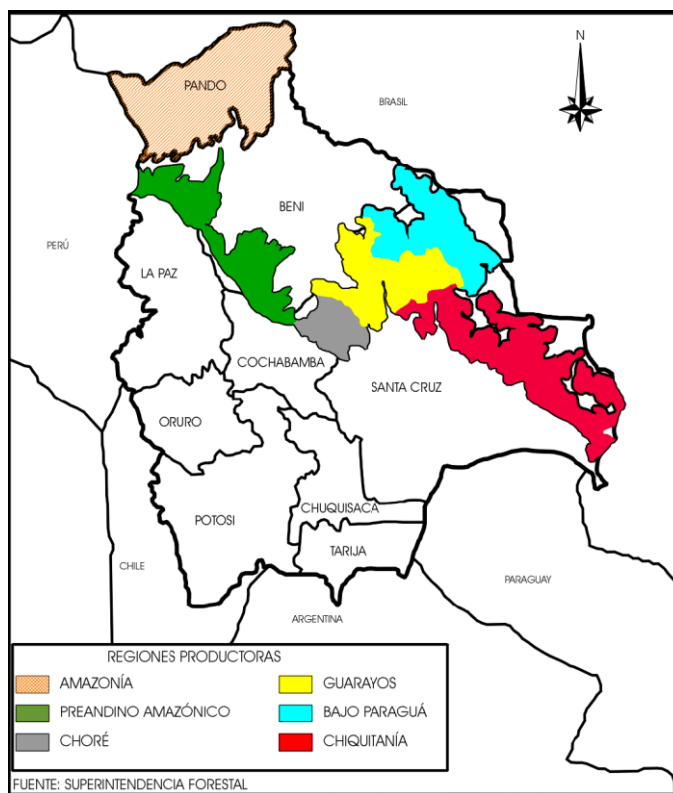 N
PANDO
BRASIL
BENI
PERÚ
LA PAZ
COCHABAMBA
SANTA CRUZ
ORURO
CHUQUISACA
POTOSI
TARIJA
CHILE
PARAGUAY
ARGENTINA
REGIONES PRODUCTORAS
AMAZONÍA
GUARAYOS
PREANDINO AMAZÓNICO
BAJO PARAGUÁ
CHORÉ
CHIQUITANÍA
FUENTE: SUPERINTENDENCIA FORESTAL